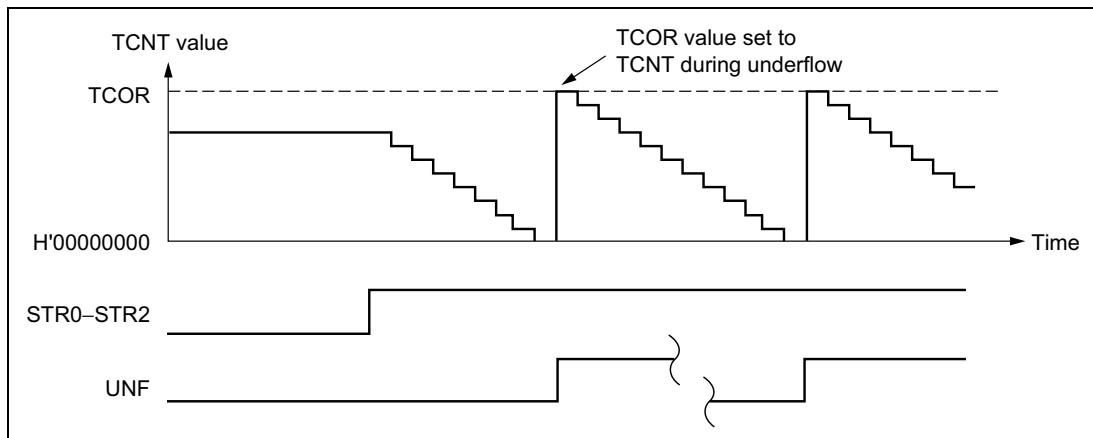 TCNT value
TCOR value set to
TCNT during underflow
TCOR
H'00000000
Time
STR0–STR2
UNF